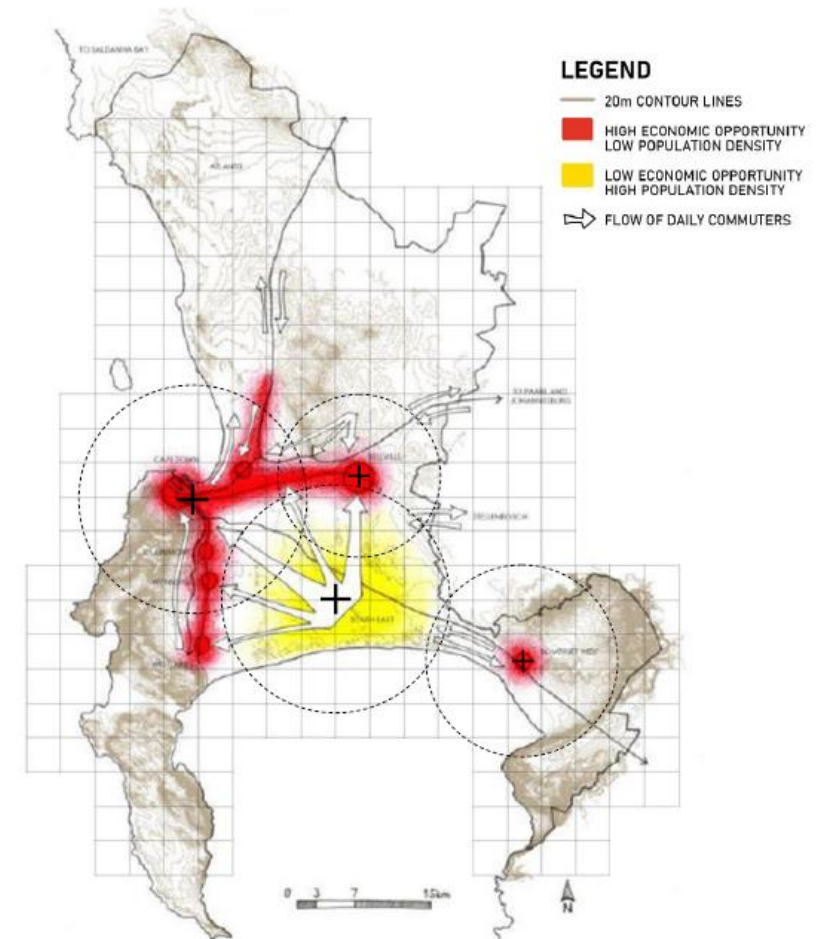 TO SALDANHA BAY
LEGEND
20m CONTOUR LINES
HIGH ECONOMIC OPPORTUNITY
LOW POPULATION DENSITY
LOW ECONOMIC OPPORTUNITY
HIGH POPULATION DENSITY
FLOW OF DAILY COMMUTERS
TO PAARL AND
JOHANNESBURG
CAPE TOWN
BELLVILLE
STELLENBOSCH
SOUTH EAST
SOMERSET WEST
0 3 7 15km
N